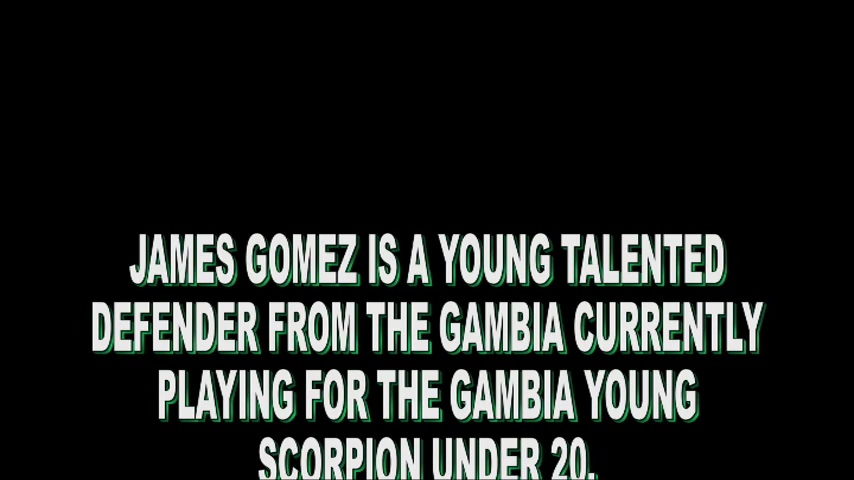 JAMES GOMEZ IS A YOUNG TALENTED
DEFENDER FROM THE GAMBIA CURRENTLY
PLAYING FOR THE GAMBIA YOUNG
SCORPION UNDER 20.